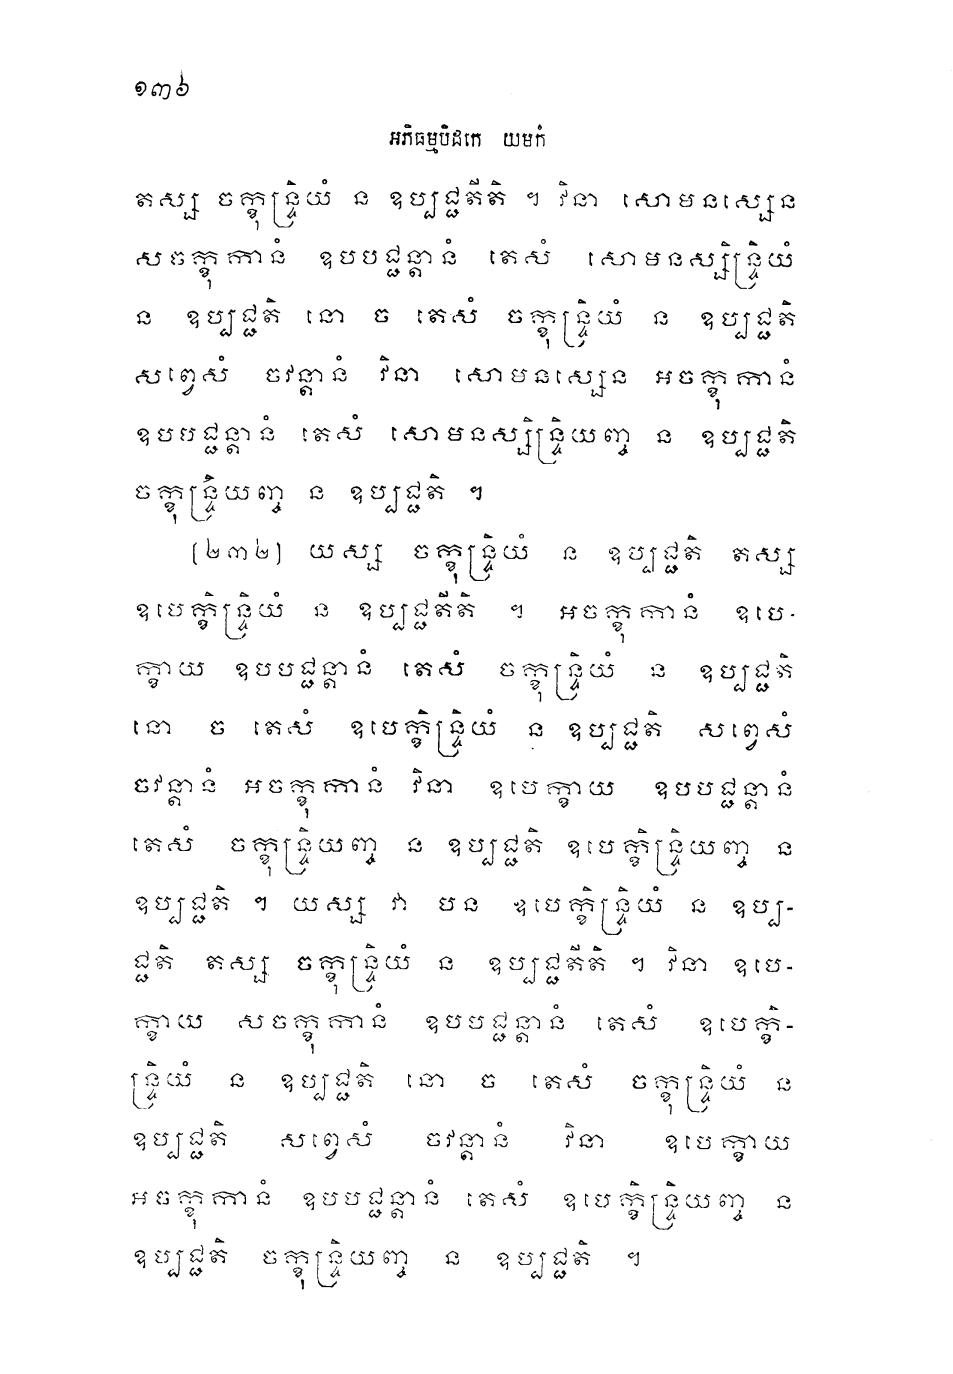 ១៣៦
អភិធម្មបិដកេ យមកំ
តស្ស ចក្ខុន្ទ្រិយំ ន ឧប្បជ្ជតីតិ ។ វិនា សោមនស្សេន
សចក្ខុកានំ ឧបបជ្ជន្តានំ តេសំ សោមនស្សិន្ទ្រិយំ
ន ឧប្បជ្ជតិ នោ ច តេសំ ចក្ខុន្ទ្រិយំ ន ឧប្បជ្ជតិ
សព្វេសំ ចវន្តានំ វិនា សោមនស្សេន អចក្ខុកានំ
ឧបបជ្ជន្តានំ តេសំ សោមនស្សិន្ទ្រិយញ្ច ន ឧប្បជ្ជតិ
ចក្ខុន្ទ្រិយញ្ច ន ឧប្បជ្ជតិ ។
(២៣២) យស្ស ចក្ខុន្ទ្រិយំ ន ឧប្បជ្ជតិ តស្ស
ឧបេក្ខិន្ទ្រិយំ ន ឧប្បជ្ជតីតិ ។ អចក្ខុកានំ ឧបេ-
ក្ខាយ ឧបបជ្ជន្តានំ តេសំ ចក្ខុន្ទ្រិយំ ន ឧប្បជ្ជតិ
នោ ច តេសំ ឧបេក្ខិន្ទ្រិយំ ន ឧប្បជ្ជតិ សព្វេសំ
ចវន្តានំ អចក្ខុកានំ វិនា ឧបេក្ខាយ ឧបបជ្ជន្តានំ
តេសំ ចក្ខុន្ទ្រិយញ្ច ន ឧប្បជ្ជតិ ឧបេក្ខិន្ទ្រិយញ្ច ន
ឧប្បជ្ជតិ ។ យស្ស វា បន ឧបេក្ខិន្ទ្រិយំ ន ឧប្ប-
ជ្ជតិ តស្ស ចក្ខុន្ទ្រិយំ ន ឧប្បជ្ជតីតិ ។ វិនា ឧបេ-
ក្ខាយ សចក្ខុកានំ ឧបបជ្ជន្តានំ តេសំ ឧបេក្ខិ-
ន្ទ្រិយំ ន ឧប្បជ្ជតិ នោ ច តេសំ ចក្ខុន្ទ្រិយំ ន
ឧប្បជ្ជតិ សព្វេសំ ចវន្តានំ វិនា ឧបេក្ខាយ
អចក្ខុកានំ ឧបបជ្ជន្តានំ តេសំ ឧបេក្ខិន្ទ្រិយញ្ច ន
ឧប្បជ្ជតិ ចក្ខុន្ទ្រិយញ្ច ន ឧប្បជ្ជតិ ។